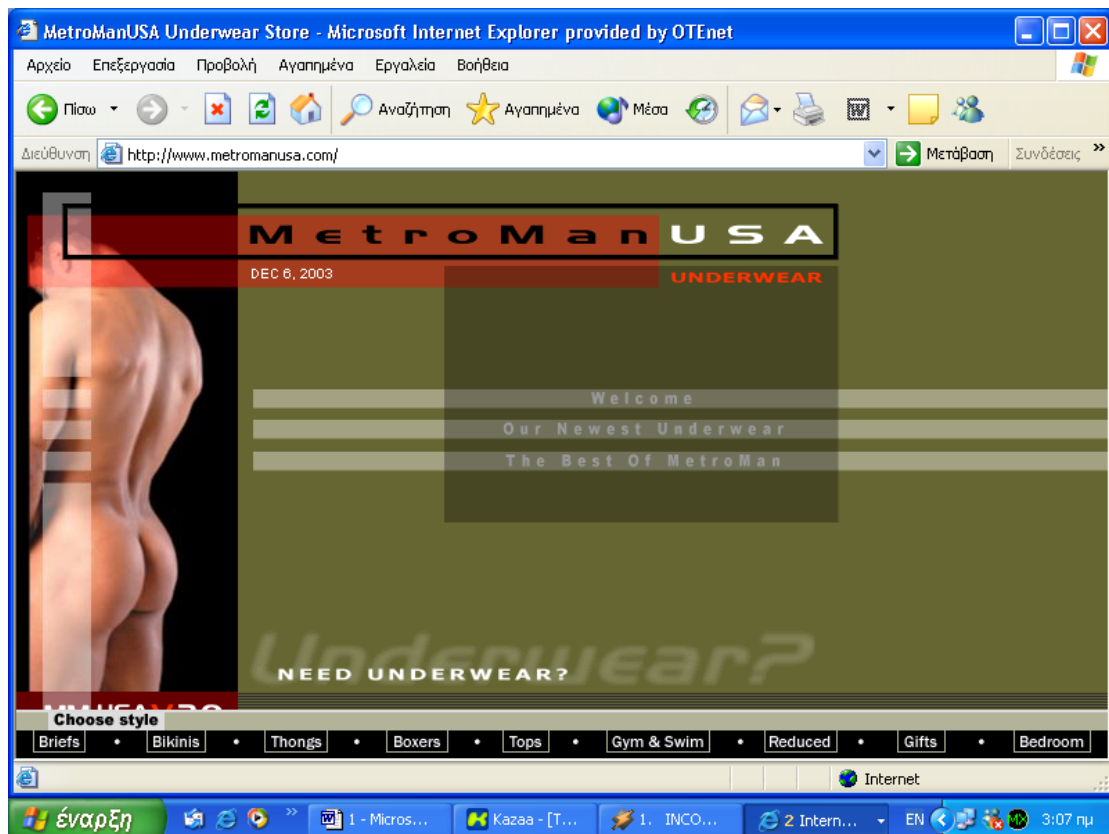 MetroManUSA Underwear Store - Microsoft Internet Explorer provided by OTEnet
Αρχείο Επεξεργασία Προβολή Αγαπημένα Εργαλεία Βοήθεια
Πίσω Αναζήτηση Αγαπημένα Μέσα
Διεύθυνση http://www.metromanusa.com/ Μετάβαση Συνδέσεις »
MetroManUSA
DEC 6, 2003 UNDERWEAR
Welcome
Our Newest Underwear
The Best Of MetroMan
Underwear?
NEED UNDERWEAR?
Choose style
Briefs • Bikinis • Thongs • Boxers • Tops • Gym & Swim • Reduced • Gifts • Bedroom
Internet
έναρξη » 1 - Micros... Kazaa - [T... 1. INCO... 2 Intern... EN 3:07 πμ